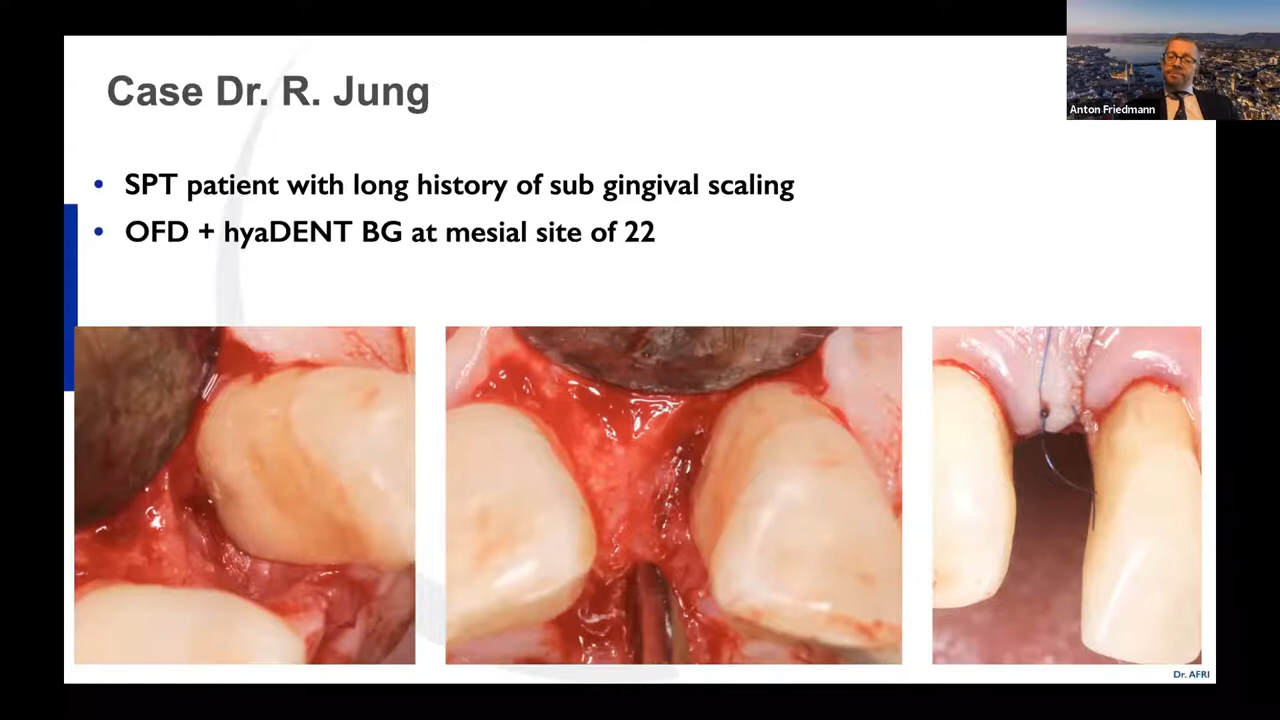 Case Dr. R. Jung
Anton Friedmann
• SPT patient with long history of sub gingival scaling
• OFD + hyaDENT BG at mesial site of 22
Dr. AFRI